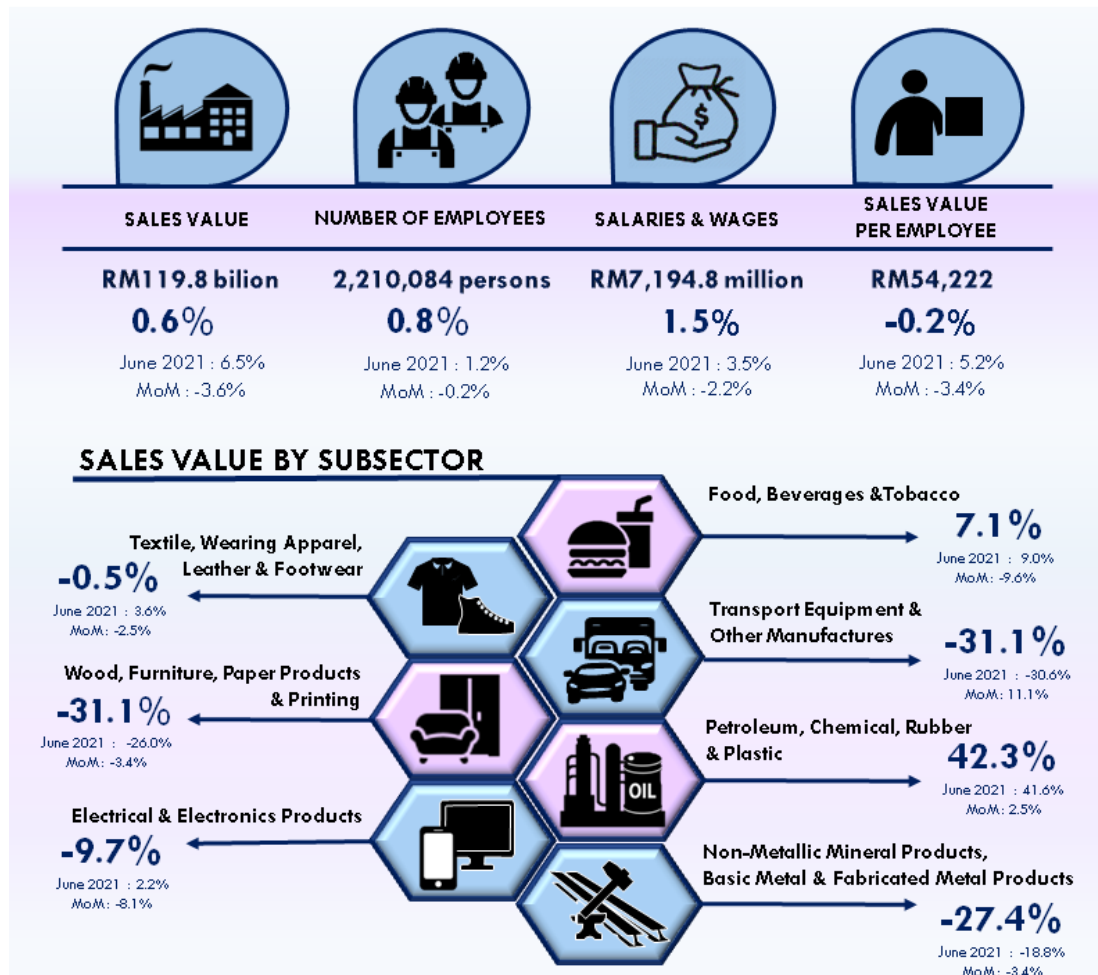 $
SALES VALUE
NUMBER OF EMPLOYEES
SALARIES & WAGES
SALES VALUE
PER EMPLOYEE
RM119.8 bilion
0.6%
June 2021 : 6.5%
MoM : -3.6%
2,210,084 persons
0.8%
June 2021 : 1.2%
MoM : -0.2%
RM7,194.8 million
1.5%
June 2021 : 3.5%
MoM : -2.2%
RM54,222
-0.2%
June 2021 : 5.2%
MoM : -3.4%
SALES VALUE BY SUBSECTOR
Food, Beverages &Tobacco
7.1%
June 2021 : 9.0%
MoM: -9.6%
Textile, Wearing Apparel,
Leather & Footwear
-0.5%
June 2021 : 3.6%
MoM: -2.5%
Transport Equipment &
Other Manufactures
-31.1%
June 2021 : -30.6%
MoM: 11.1%
Wood, Furniture, Paper Products
& Printing
-31.1%
June 2021 : -26.0%
MoM: -3.4%
Petroleum, Chemical, Rubber
& Plastic
42.3%
June 2021 : 41.6%
MoM: 2.5%
OIL
Electrical & Electronics Products
-9.7%
June 2021 : 2.2%
MoM: -8.1%
Non-Metallic Mineral Products,
Basic Metal & Fabricated Metal Products
-27.4%
June 2021 : -18.8%
MoM: -3.4%